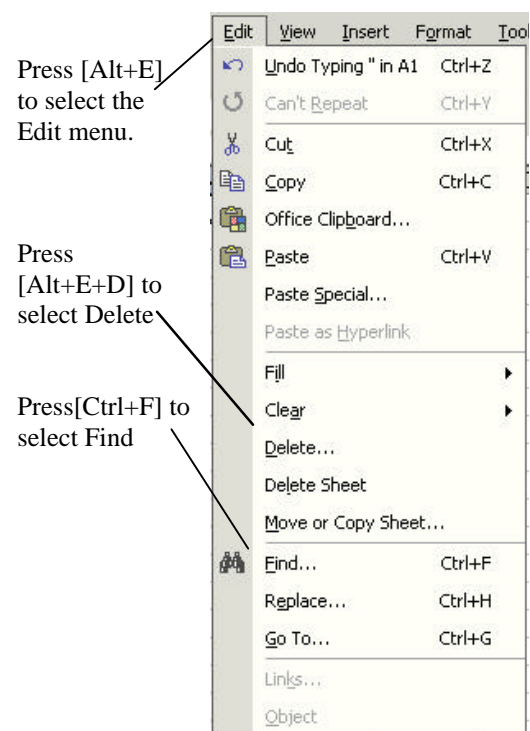 Edit View Insert Format Tool
Press [Alt+E]
to select the
Edit menu.
Undo Typing '' in A1 Ctrl+Z
Can't Repeat Ctrl+Y
Cut Ctrl+X
Copy Ctrl+C
Office Clipboard...
Paste Ctrl+V
Paste Special...
Paste as Hyperlink
Press
[Alt+E+D] to
select Delete
Fill
Clear
Delete...
Delete Sheet
Move or Copy Sheet...
Press[Ctrl+F] to
select Find
Find... Ctrl+F
Replace... Ctrl+H
Go To... Ctrl+G
Links...
Object